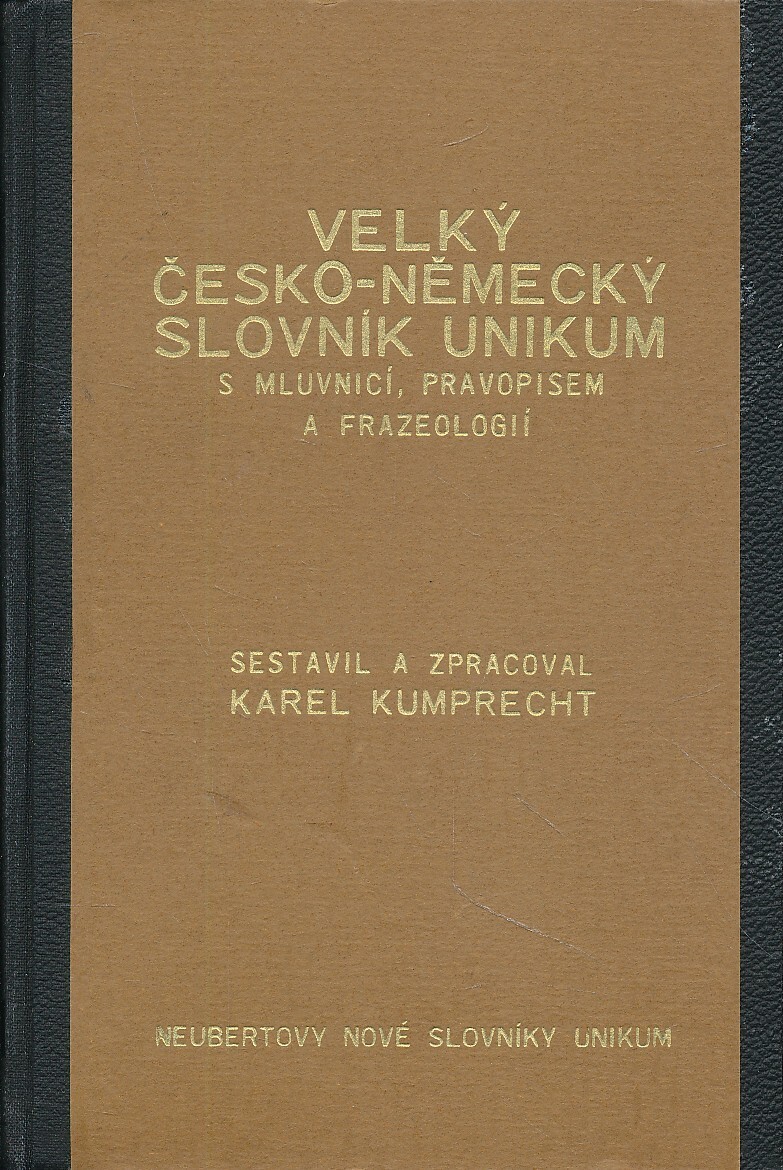 VELKÝ
ČESKO-NĚMECKÝ
SLOVNÍK UNIKUM
S MLUVNICÍ, PRAVOPISEM
A FRAZEOLOGIÍ
SESTAVIL A ZPRACOVAL
KAREL KUMPRECHT
NEUBERTOVY NOVÉ SLOVNÍKY UNIKUM